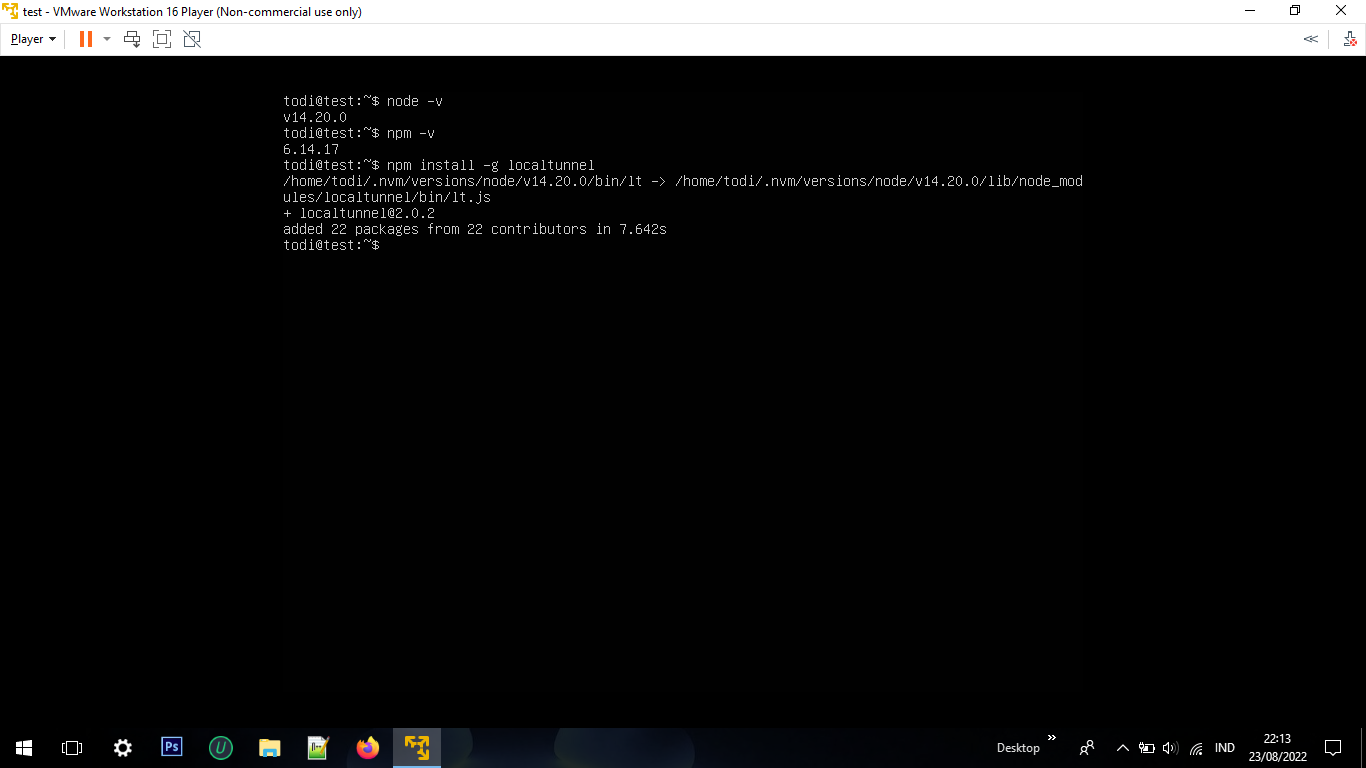 test - VMware Workstation 16 Player (Non-commercial use only)
Player
todi@test:~$ node -v
v14.20.0
todi@test:~$ npm -v
6.14.17
todi@test:~$ npm install -g localtunnel
/home/todi/.nvm/versions/node/v14.20.0/bin/lt -> /home/todi/.nvm/versions/node/v14.20.0/lib/node_mod
ules/localtunnel/bin/lt.js
+ localtunnel@2.0.2
added 22 packages from 22 contributors in 7.642s
todi@test:~$
Ps
U
Desktop
IND
22:13
23/08/2022